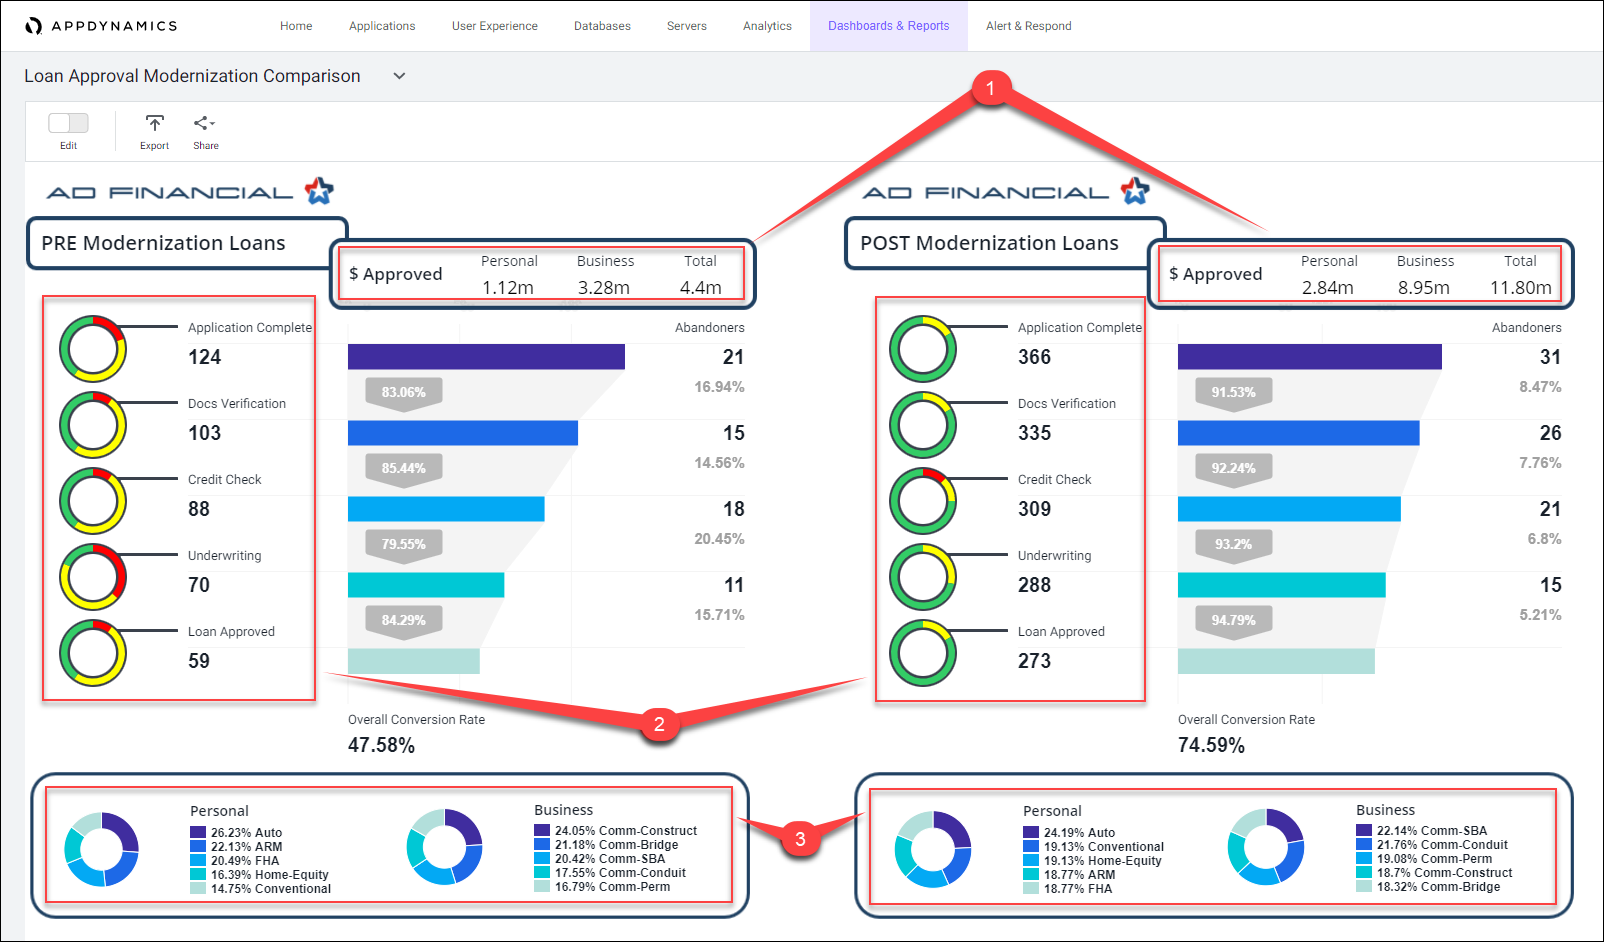 APPDYNAMICS
Home Applications User Experience Databases Servers Analytics Dashboards & Reports Alert & Respond
Loan Approval Modernization Comparison
Edit Export Share
1
AD FINANCIAL
PRE Modernization Loans
$ Approved
Personal Business Total
1.12m 3.28m 4.4m
Application Complete
124
Abandoners
21
83.06%
16.94%
Docs Verification
103
15
85.44%
14.56%
Credit Check
88
18
79.55%
20.45%
Underwriting
70
11
84.29%
15.71%
Loan Approved
59
Overall Conversion Rate
47.58%
Personal
26.23% Auto
22.13% ARM
20.49% FHA
16.39% Home-Equity
14.75% Conventional
Business
24.05% Comm-Construct
21.18% Comm-Bridge
20.42% Comm-SBA
17.55% Comm-Conduit
16.79% Comm-Perm
2
3
AD FINANCIAL
POST Modernization Loans
$ Approved
Personal Business Total
2.84m 8.95m 11.80m
Application Complete
366
Abandoners
31
91.53%
8.47%
Docs Verification
335
26
92.24%
7.76%
Credit Check
309
21
93.2%
6.8%
Underwriting
288
15
94.79%
5.21%
Loan Approved
273
Overall Conversion Rate
74.59%
Personal
24.19% Auto
19.13% Conventional
19.13% Home-Equity
18.77% ARM
18.77% FHA
Business
22.14% Comm-SBA
21.76% Comm-Conduit
19.08% Comm-Perm
18.7% Comm-Construct
18.32% Comm-Bridge